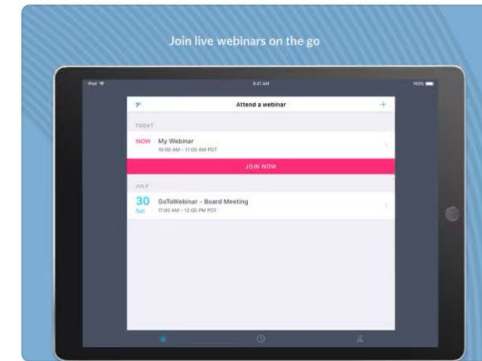 Join live webinars on the go
iPad
9:41 AM
100%
Attend a webinar
+
TODAY
NOW My Webinar
10:00 AM - 11:00 AM PDT
JOIN NOW
JULY
30 GoToWebinar - Board Meeting
Sat 11:00 AM - 12:00 PM PDT